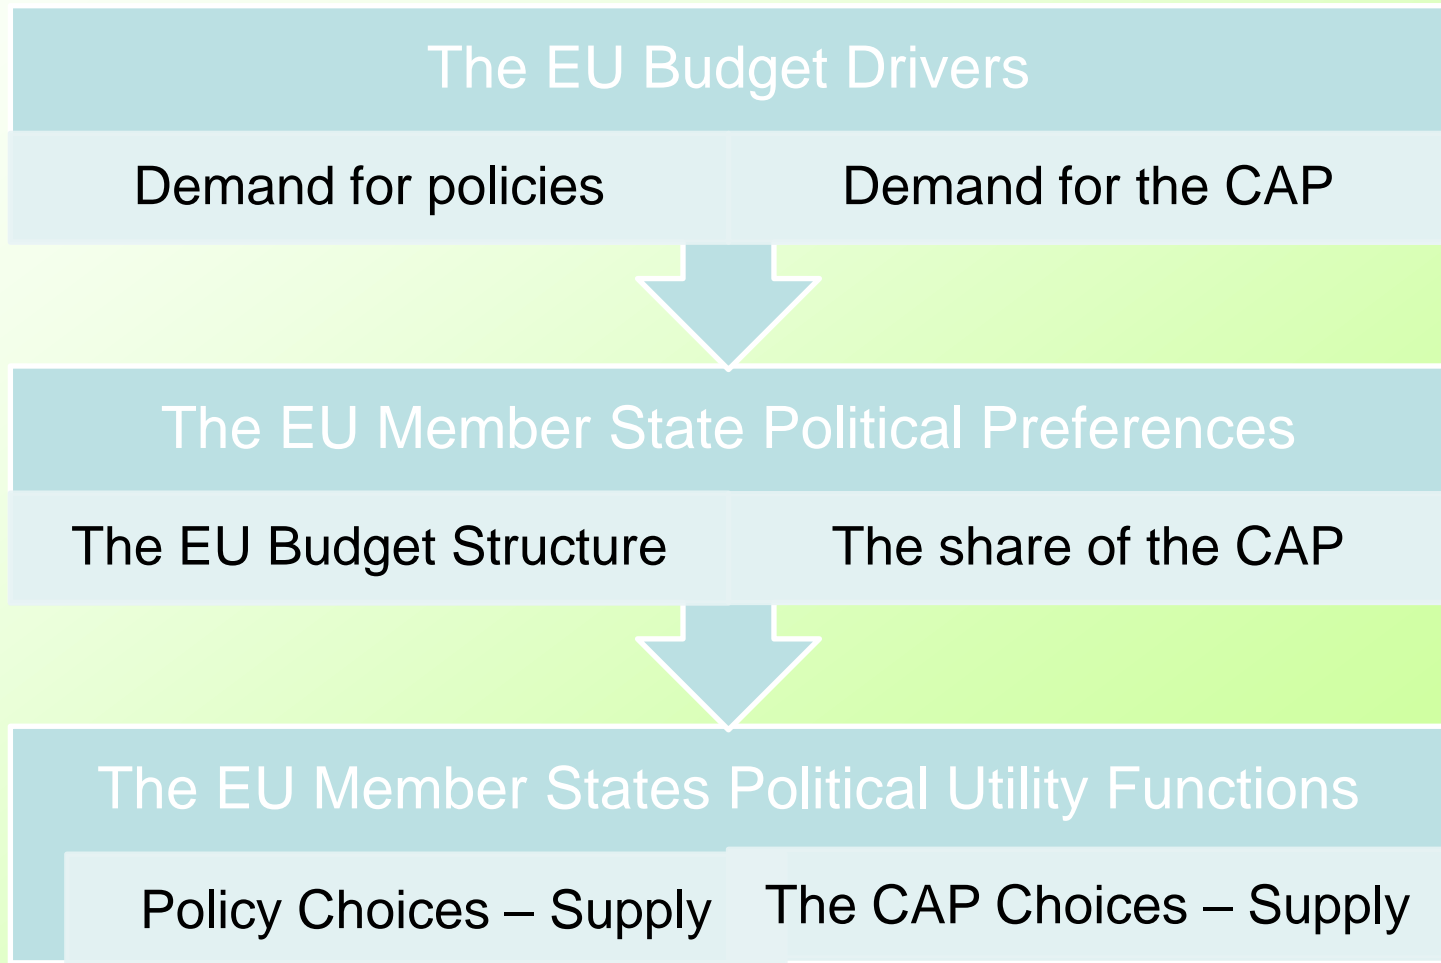 The EU Budget Drivers
Demand for policies
Demand for the CAP
The EU Member State Political Preferences
The EU Budget Structure
The share of the CAP
The EU Member States Political Utility Functions
Policy Choices – Supply
The CAP Choices – Supply